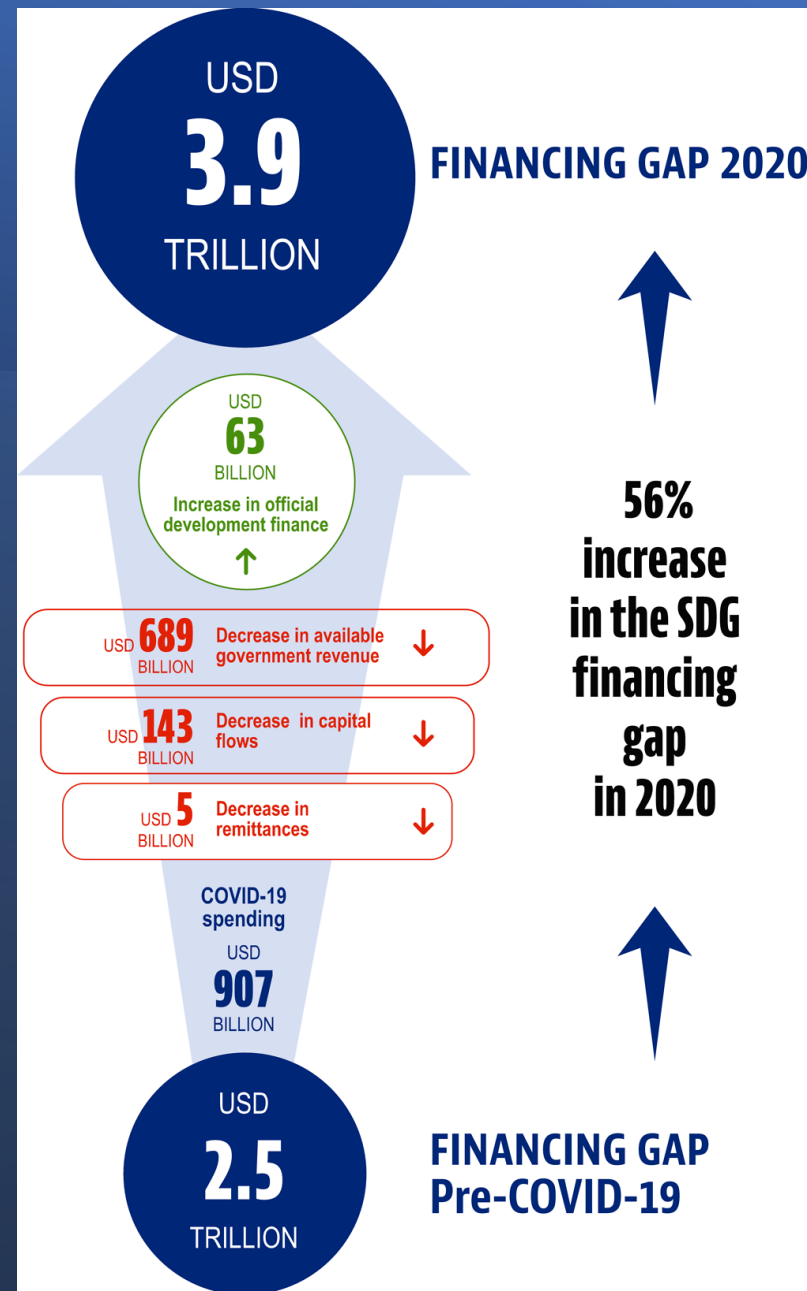 USD
3.9
TRILLION
FINANCING GAP 2020
USD
63
BILLION
Increase in official
development finance
56%
increase
in the SDG
financing
gap
in 2020
USD 689
BILLION
Decrease in available
government revenue
USD 143
BILLION
Decrease in capital
flows
USD 5
BILLION
Decrease in
remittances
COVID-19
spending
USD
907
BILLION
USD
2.5
TRILLION
FINANCING GAP
Pre-COVID-19